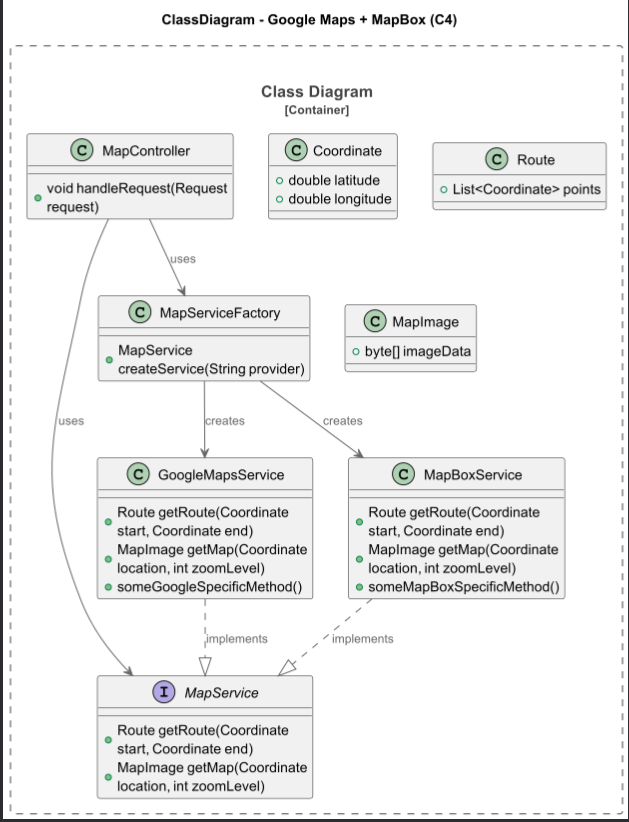 ClassDiagram - Google Maps + MapBox (C4)
Class Diagram
[Container]
C MapController
void handleRequest(Request
request)
C Coordinate
double latitude
double longitude
C Route
List<Coordinate> points
uses
C MapServiceFactory
MapService
createService(String provider)
C MapImage
byte[] imageData
uses
creates
creates
C GoogleMapsService
Route getRoute(Coordinate
start, Coordinate end)
MapImage getMap(Coordinate
location, int zoomLevel)
someGoogleSpecificMethod()
C MapBoxService
Route getRoute(Coordinate
start, Coordinate end)
MapImage getMap(Coordinate
location, int zoomLevel)
someMapBoxSpecificMethod()
implements
implements
I MapService
Route getRoute(Coordinate
start, Coordinate end)
MapImage getMap(Coordinate
location, int zoomLevel)